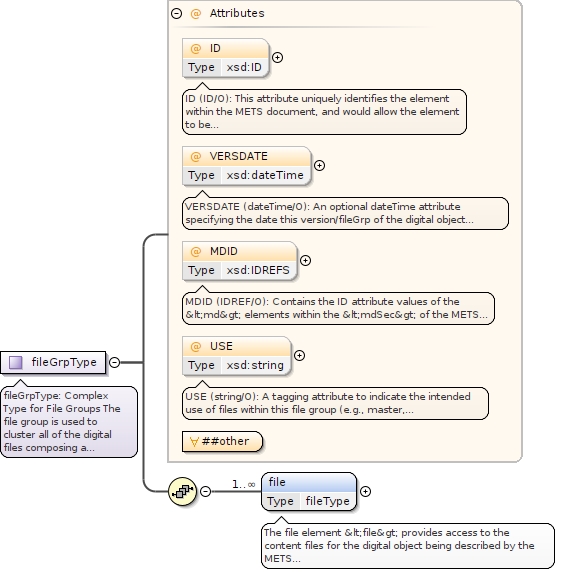 Attributes
@ ID
Type xsd:ID
ID (ID/O): This attribute uniquely identifies the element
within the METS document, and would allow the element
to be...
@ VERSDATE
Type xsd:dateTime
VERSDATE (dateTime/O): An optional dateTime attribute
specifying the date this version/fileGrp of the digital object...
@ MDID
Type xsd:IDREFS
MDID (IDREF/O): Contains the ID attribute values of the
&lt;md&gt; elements within the &lt;mdSec&gt; of the METS...
@ USE
Type xsd:string
USE (string/O): A tagging attribute to indicate the intended
use of files within this file group (e.g., master,...
##other
fileGrpType
fileGrpType: Complex
Type for File Groups The
file group is used to
cluster all of the digital
files composing a...
1..∞
file
Type fileType
The file element &lt;file&gt; provides access to the
content files for the digital object being described by the
METS...